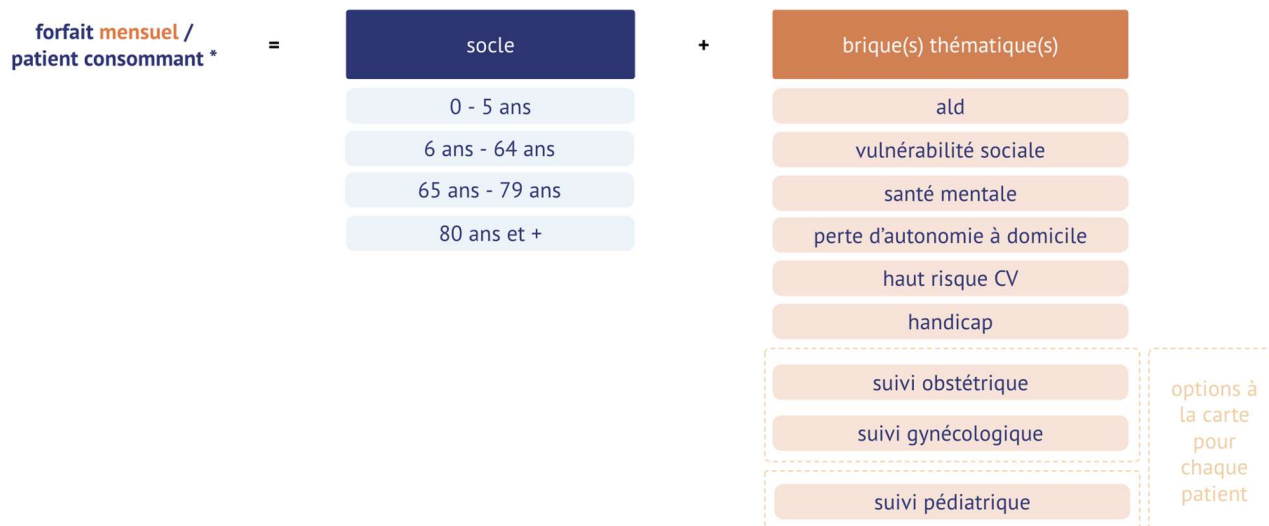 forfait mensuel /
patient consommant *
=
socle
+
brique(s) thématique(s)
0 - 5 ans
6 ans - 64 ans
65 ans - 79 ans
80 ans et +
ald
vulnérabilité sociale
santé mentale
perte d’autonomie à domicile
haut risque CV
handicap
suivi obstétrique
suivi gynécologique
suivi pédiatrique
options à
la carte
pour
chaque
patient